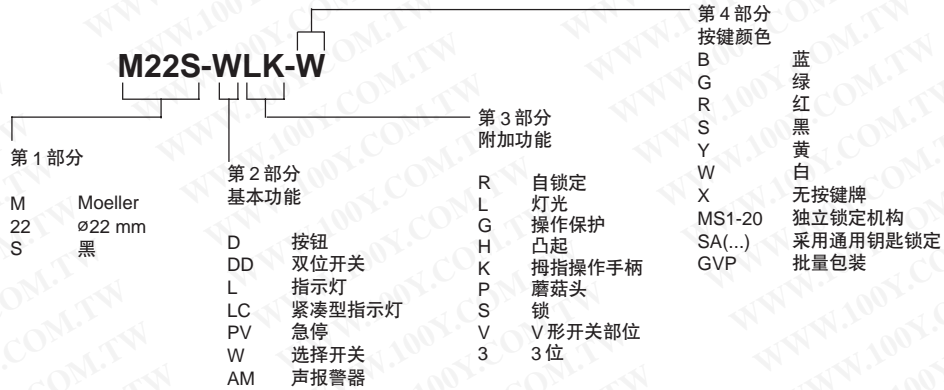 M22S-WLK-W
第 1 部分
M Moeller
22 ø22 mm
S 黑
第 2 部分
基本功能
D 按钮
DD 双位开关
L 指示灯
LC 紧凑型指示灯
PV 急停
W 选择开关
AM 声报警器
第 3 部分
附加功能
R 自锁定
L 灯光
G 操作保护
H 凸起
K 拇指操作手柄
P 蘑菇头
S 锁
V V 形开关部位
3 3 位
第 4 部分
按键颜色
B 蓝
G 绿
R 红
S 黑
Y 黄
W 白
X 无按键牌
MS1-20 独立锁定机构
SA(...) 采用通用钥匙锁定
GVP 批量包装
WWW.100Y.COM.TW